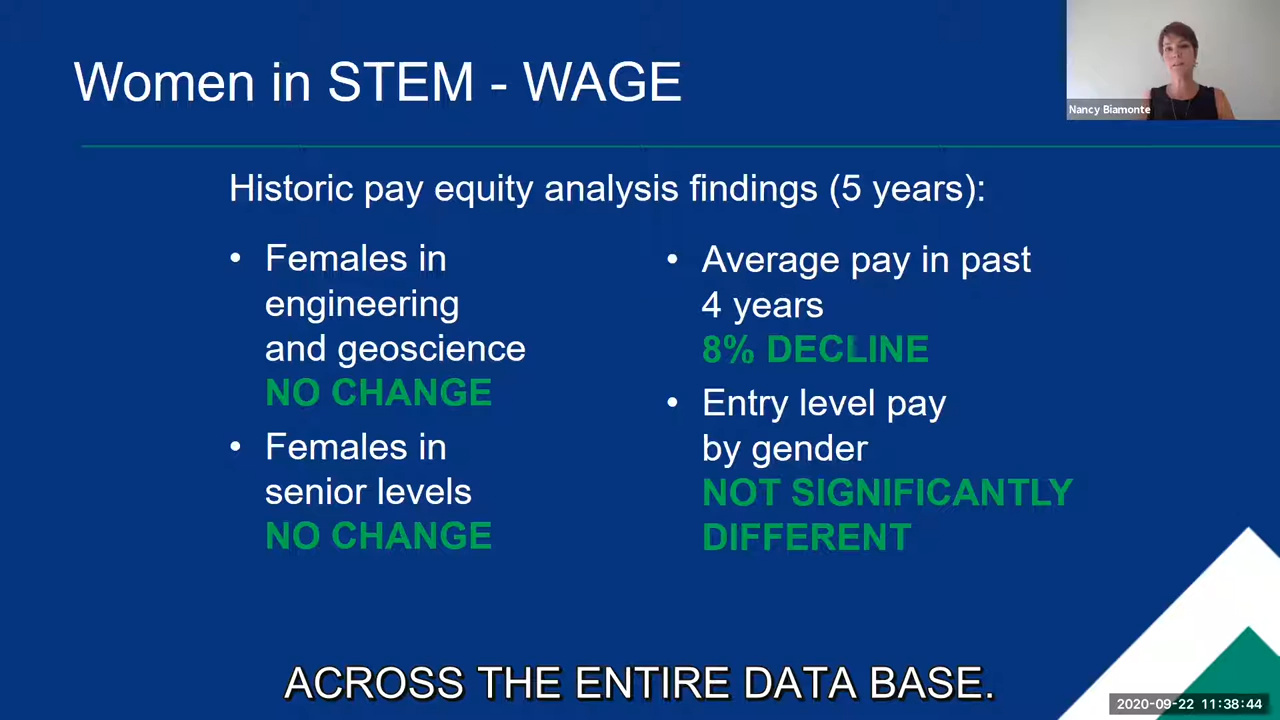 Women in STEM - WAGE
Nancy Biamonte
Historic pay equity analysis findings (5 years):
• Females in
engineering
and geoscience
NO CHANGE
• Females in
senior levels
NO CHANGE
• Average pay in past
4 years
8% DECLINE
• Entry level pay
by gender
NOT SIGNIFICANTLY
DIFFERENT
ACROSS THE ENTIRE DATA BASE.
2020-09-22 11:38:44